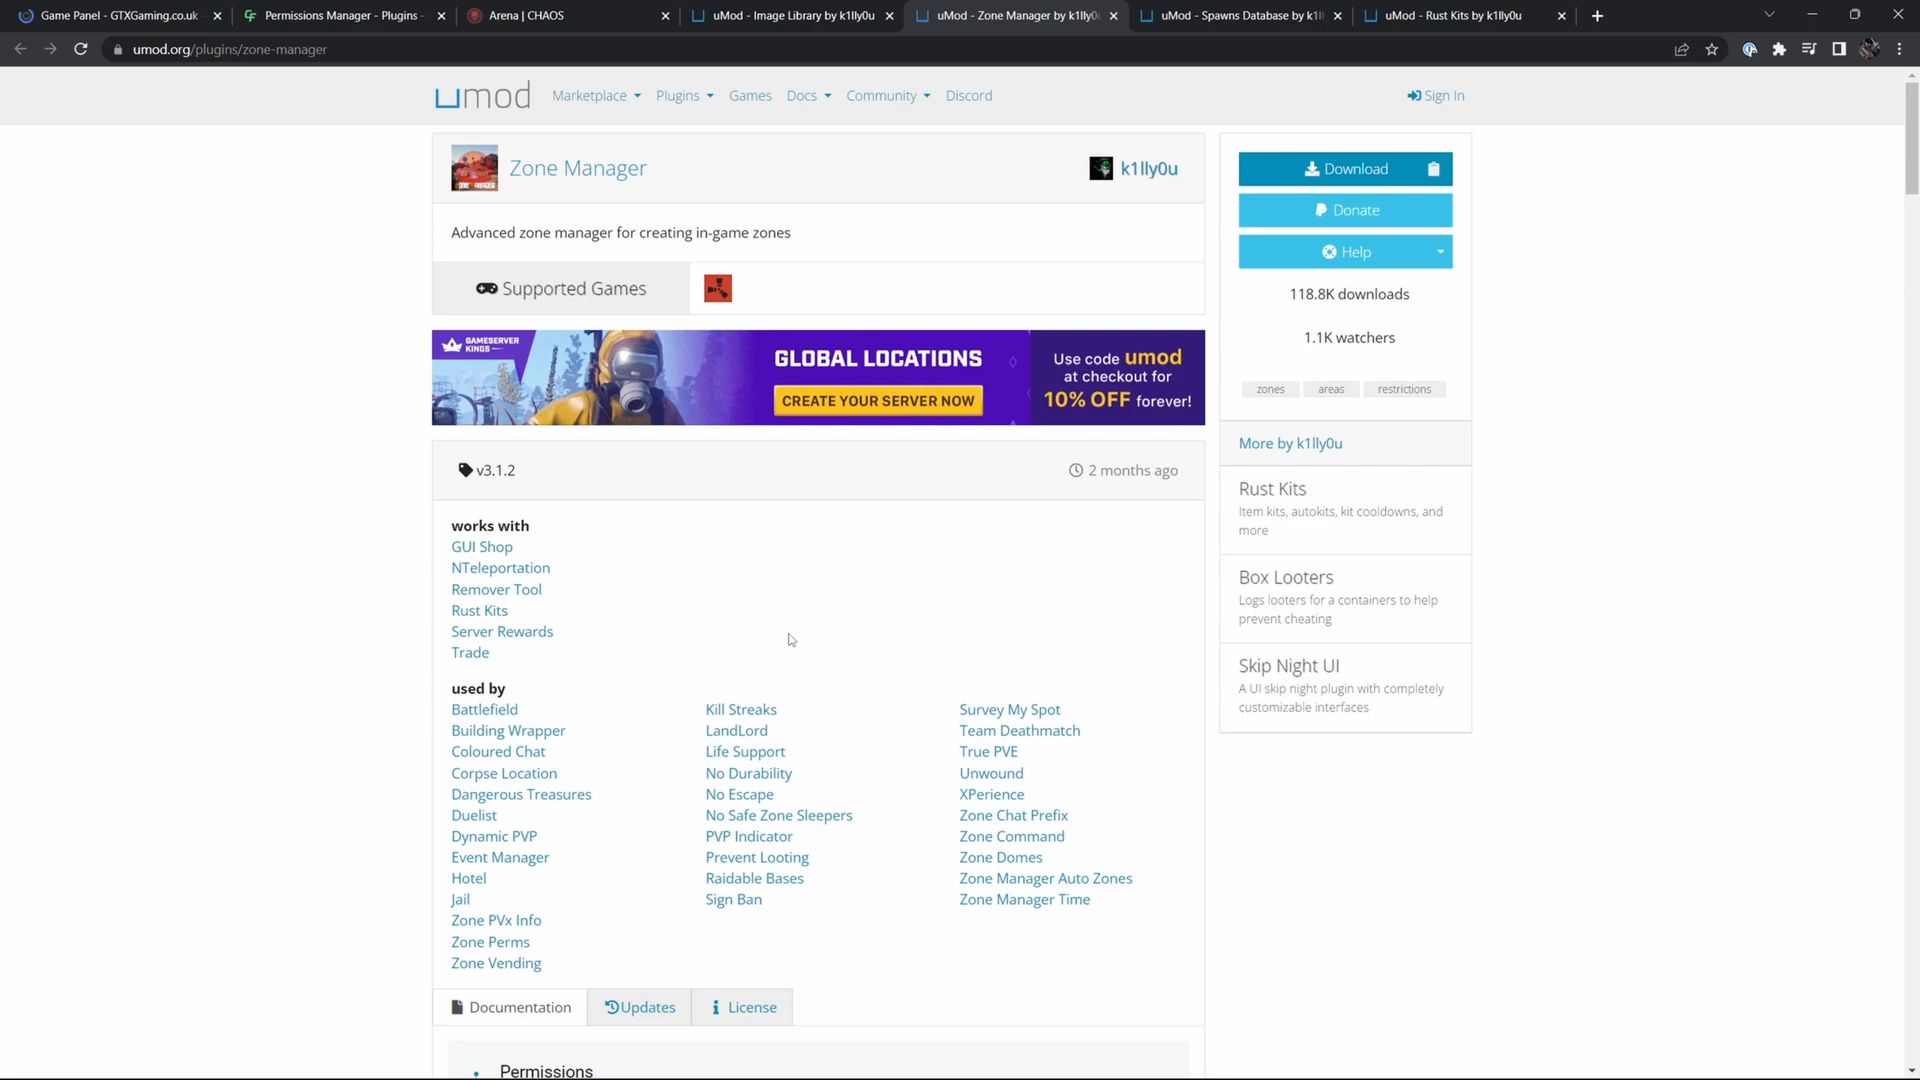 Game Panel - GTXGaming.co.uk
Permissions Manager - Plugins -
Arena | CHAOS
uMod - Image Library by k1lly0u
uMod - Zone Manager by k1lly0u
uMod - Spawns Database by k1l
uMod - Rust Kits by k1lly0u
umod.org/plugins/zone-manager
umod
Marketplace
Plugins
Games
Docs
Community
Discord
Sign In
Zone Manager
k1lly0u
Advanced zone manager for creating in-game zones
Supported Games
GAMESERVER
KINGS
GLOBAL LOCATIONS
CREATE YOUR SERVER NOW
Use code umod
at checkout for
10% OFF forever!
v3.1.2
2 months ago
works with
GUI Shop
NTeleportation
Remover Tool
Rust Kits
Server Rewards
Trade
used by
Battlefield
Building Wrapper
Coloured Chat
Corpse Location
Dangerous Treasures
Duelist
Dynamic PVP
Event Manager
Hotel
Jail
Zone PVx Info
Zone Perms
Zone Vending
Kill Streaks
LandLord
Life Support
No Durability
No Escape
No Safe Zone Sleepers
PVP Indicator
Prevent Looting
Raidable Bases
Sign Ban
Survey My Spot
Team Deathmatch
True PVE
Unwound
XPerience
Zone Chat Prefix
Zone Command
Zone Domes
Zone Manager Auto Zones
Zone Manager Time
Documentation
Updates
License
Permissions
Download
Donate
Help
118.8K downloads
1.1K watchers
zones
areas
restrictions
More by k1lly0u
Rust Kits
Item kits, autokits, kit cooldowns, and
more
Box Looters
Logs looters for a containers to help
prevent cheating
Skip Night UI
A UI skip night plugin with completely
customizable interfaces